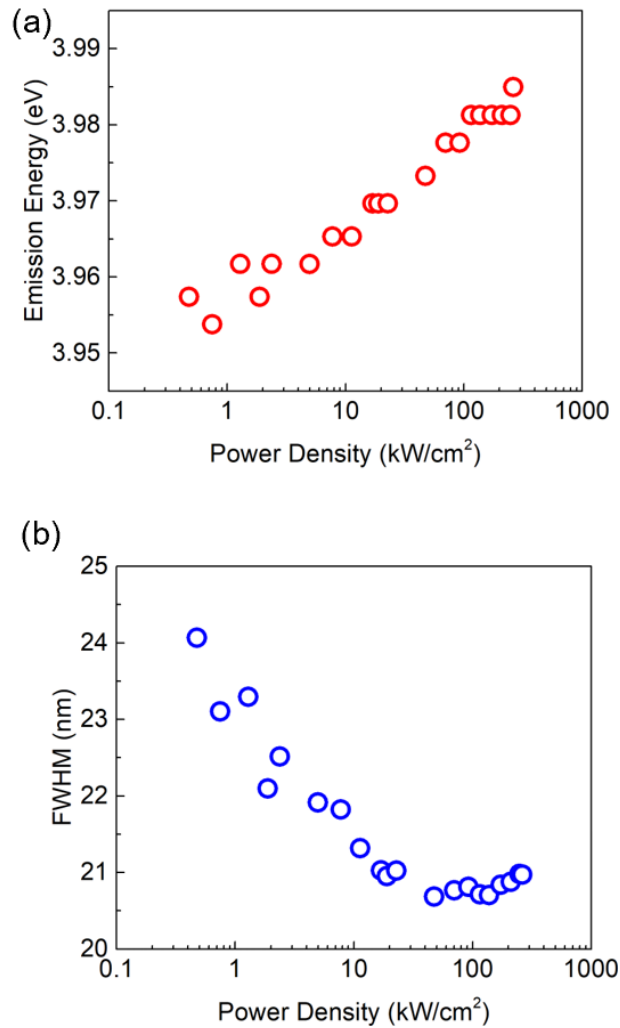 (a)
3.99
3.98
3.97
3.96
3.95
Emission Energy (eV)
0.1 1 10 100 1000
Power Density (kW/cm²)
(b)
25
24
23
22
21
20
FWHM (nm)
0.1 1 10 100 1000
Power Density (kW/cm²)